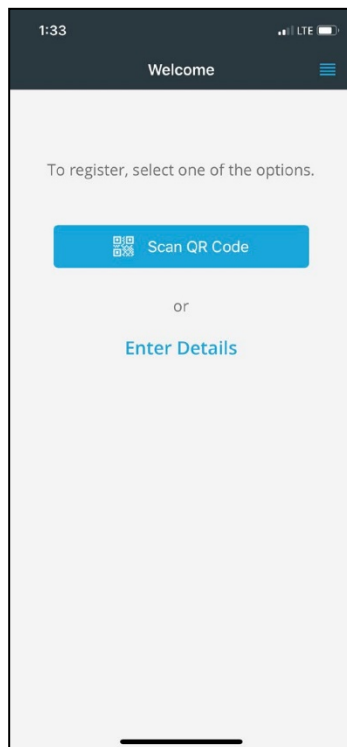 1:33
LTE
Welcome
To register, select one of the options.
Scan QR Code
or
Enter Details